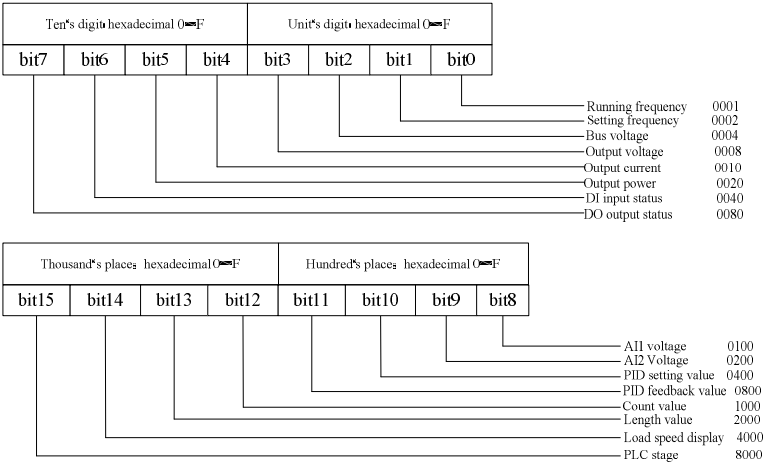 Ten's digit: hexadecimal 0~F Unit's digit: hexadecimal 0~F
bit7 bit6 bit5 bit4 bit3 bit2 bit1 bit0
Running frequency 0001
Setting frequency 0002
Bus voltage 0004
Output voltage 0008
Output current 0010
Output power 0020
DI input status 0040
DO output status 0080
Thousand's place: hexadecimal 0~F Hundred's place: hexadecimal 0~F
bit15 bit14 bit13 bit12 bit11 bit10 bit9 bit8
AI1 voltage 0100
AI2 Voltage 0200
PID setting value 0400
PID feedback value 0800
Count value 1000
Length value 2000
Load speed display 4000
PLC stage 8000